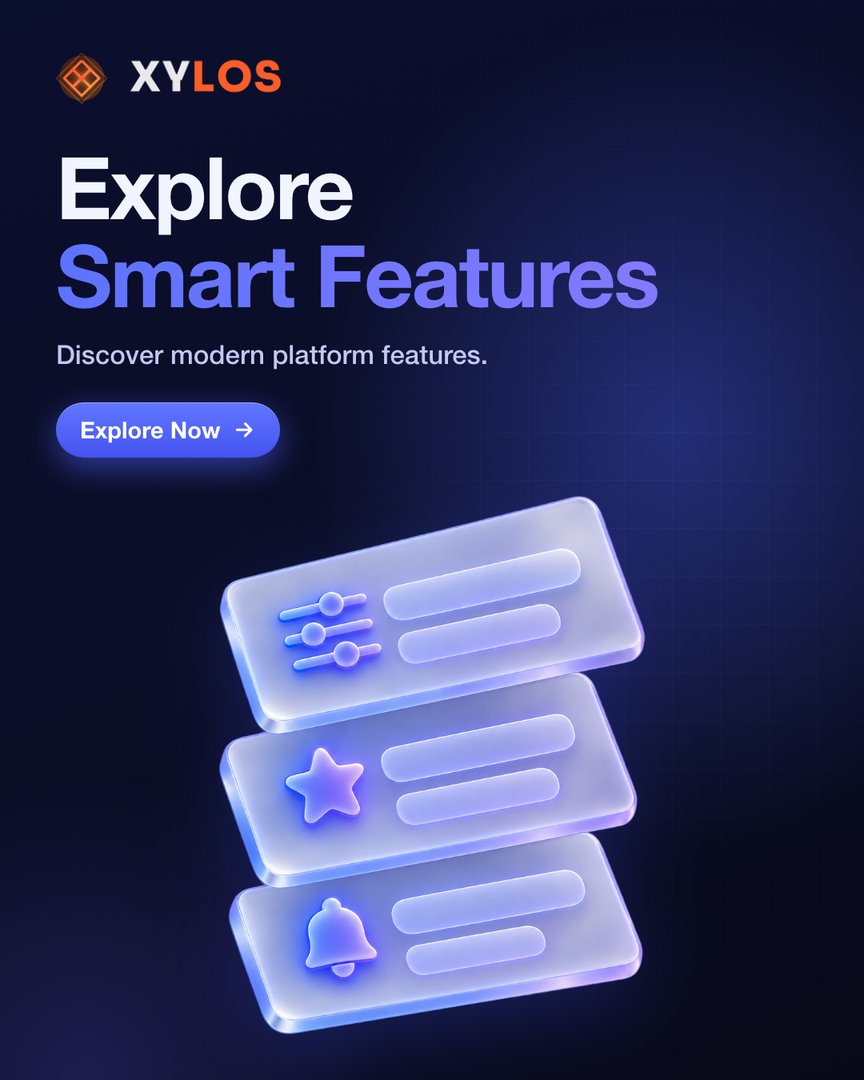 XYLOS
Explore
Smart Features
Discover modern platform features.
Explore Now →